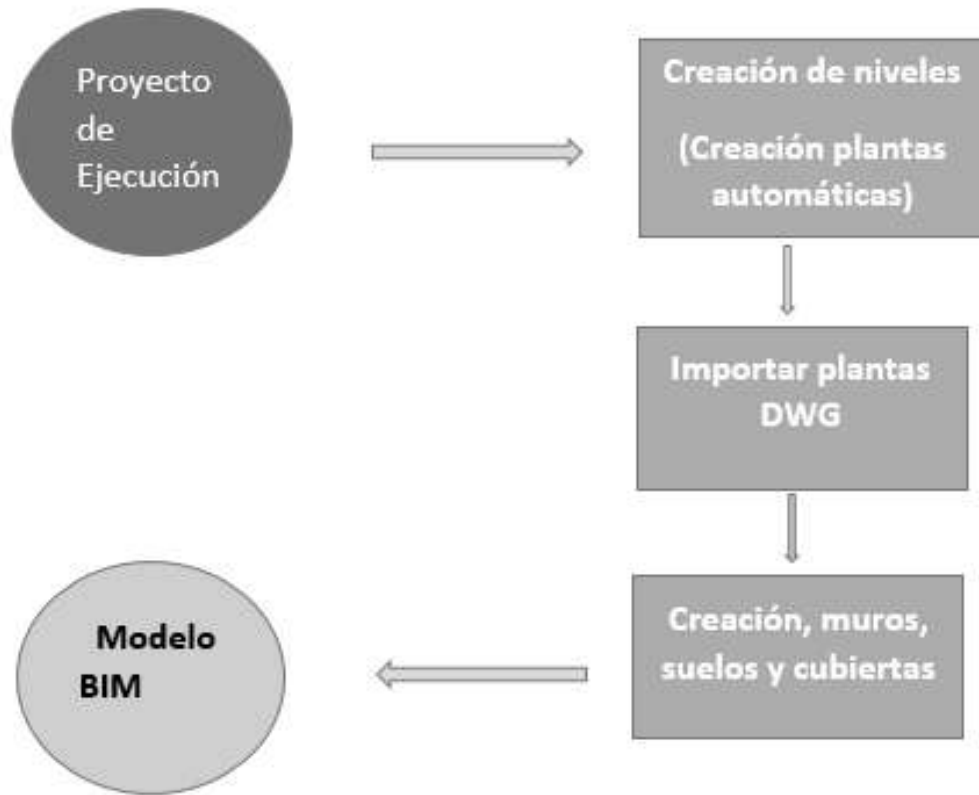 Proyecto
de
Ejecución
Creación de niveles
(Creación plantas
automáticas)
Importar plantas
DWG
Creación, muros,
suelos y cubiertas
Modelo
BIM